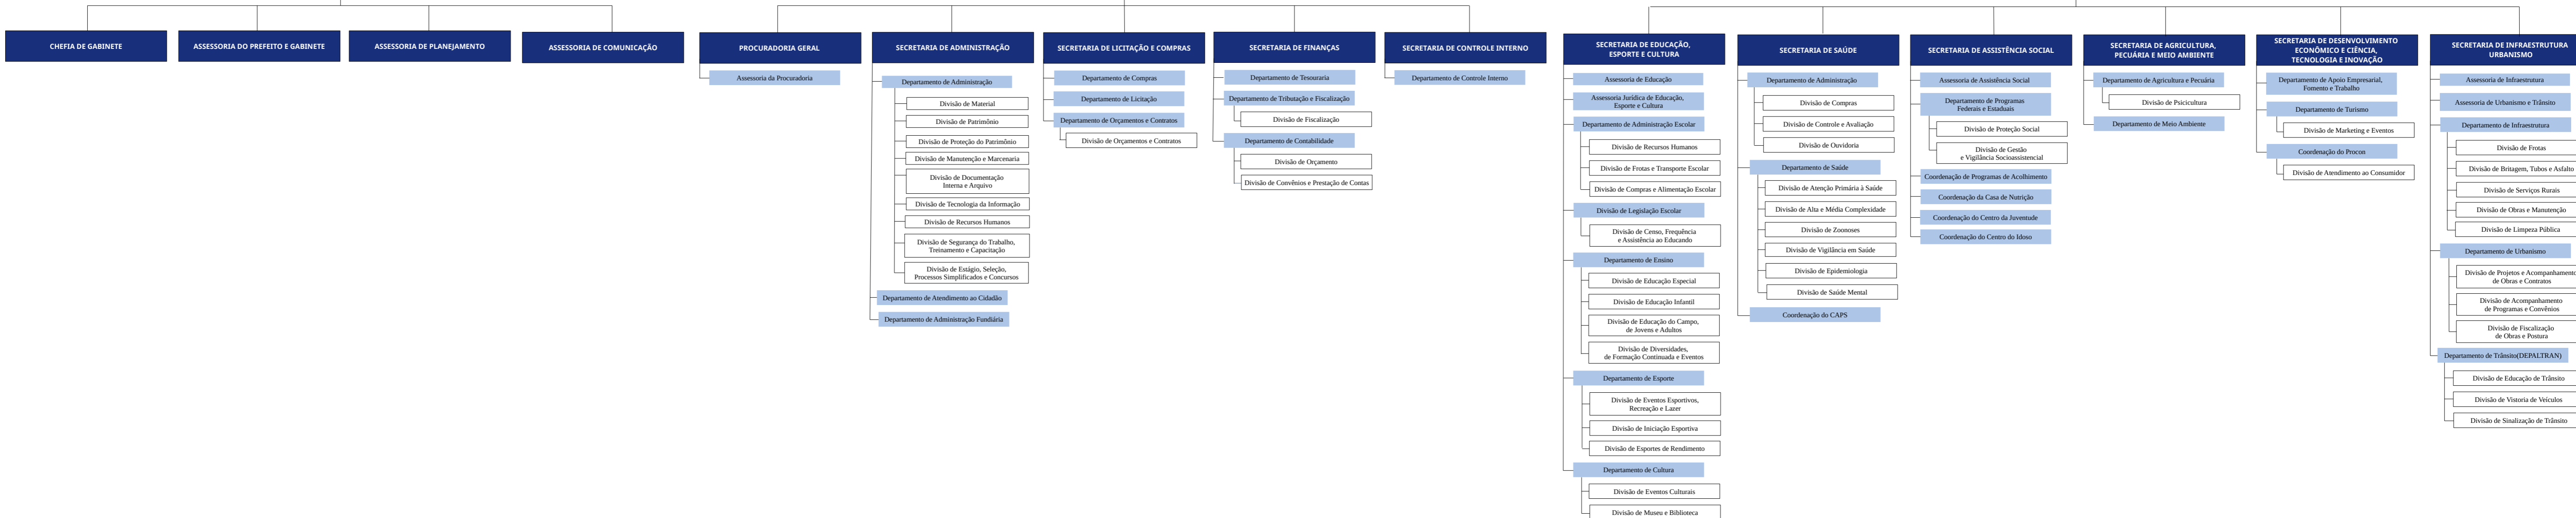 CHEFIA DE GABINETE
ASSESSORIA DO PREFEITO E GABINETE
ASSESSORIA DE PLANEJAMENTO
ASSESSORIA DE COMUNICAÇÃO
PROCURADORIA GERAL
Assessoria da Procuradoria
SECRETARIA DE ADMINISTRAÇÃO
Departamento de Administração
Divisão de Material
Divisão de Patrimônio
Divisão de Proteção do Patrimônio
Divisão de Manutenção e Marcenaria
Divisão de Documentação
Interna e Arquivo
Divisão de Tecnologia da Informação
Divisão de Recursos Humanos
Divisão de Segurança do Trabalho,
Treinamento e Capacitação
Divisão de Estágio, Seleção,
Processos Simplificados e Concursos
Departamento de Atendimento ao Cidadão
Departamento de Administração Fundiária
SECRETARIA DE LICITAÇÃO E COMPRAS
Departamento de Compras
Departamento de Licitação
Departamento de Orçamentos e Contratos
Divisão de Orçamentos e Contratos
SECRETARIA DE FINANÇAS
Departamento de Tesouraria
Departamento de Tributação e Fiscalização
Divisão de Fiscalização
Departamento de Contabilidade
Divisão de Orçamento
Divisão de Convênios e Prestação de Contas
SECRETARIA DE CONTROLE INTERNO
Departamento de Controle Interno
SECRETARIA DE EDUCAÇÃO,
ESPORTE E CULTURA
Assessoria de Educação
Assessoria Jurídica de Educação,
Esporte e Cultura
Departamento de Administração Escolar
Divisão de Recursos Humanos
Divisão de Frotas e Transporte Escolar
Divisão de Compras e Alimentação Escolar
Divisão de Legislação Escolar
Divisão de Censo, Frequência
e Assistência ao Educando
Departamento de Ensino
Divisão de Educação Especial
Divisão de Educação Infantil
Divisão de Educação do Campo,
de Jovens e Adultos
Divisão de Diversidades,
de Formação Continuada e Eventos
Departamento de Esporte
Divisão de Eventos Esportivos,
Recreação e Lazer
Divisão de Iniciação Esportiva
Divisão de Esportes de Rendimento
Departamento de Cultura
Divisão de Eventos Culturais
Divisão de Museu e Biblioteca
SECRETARIA DE SAÚDE
Departamento de Administração
Divisão de Compras
Divisão de Controle e Avaliação
Divisão de Ouvidoria
Departamento de Saúde
Divisão de Atenção Primária à Saúde
Divisão de Alta e Média Complexidade
Divisão de Zoonoses
Divisão de Vigilância em Saúde
Divisão de Epidemiologia
Divisão de Saúde Mental
Coordenação do CAPS
SECRETARIA DE ASSISTÊNCIA SOCIAL
Assessoria de Assistência Social
Departamento de Programas
Federais e Estaduais
Divisão de Proteção Social
Divisão de Gestão
e Vigilância Socioassistencial
Coordenação de Programas de Acolhimento
Coordenação da Casa de Nutrição
Coordenação do Centro da Juventude
Coordenação do Centro do Idoso
SECRETARIA DE AGRICULTURA,
PECUÁRIA E MEIO AMBIENTE
Departamento de Agricultura e Pecuária
Divisão de Psicicultura
Departamento de Meio Ambiente
SECRETARIA DE DESENVOLVIMENTO
ECONÔMICO E CIÊNCIA,
TECNOLOGIA E INOVAÇÃO
Departamento de Apoio Empresarial,
Fomento e Trabalho
Departamento de Turismo
Divisão de Marketing e Eventos
Coordenação do Procon
Divisão de Atendimento ao Consumidor
SECRETARIA DE INFRAESTRUTURA
URBANISMO
Assessoria de Infraestrutura
Assessoria de Urbanismo e Trânsito
Departamento de Infraestrutura
Divisão de Frotas
Divisão de Britagem, Tubos e Asfalto
Divisão de Serviços Rurais
Divisão de Obras e Manutenção
Divisão de Limpeza Pública
Departamento de Urbanismo
Divisão de Projetos e Acompanhamento
de Obras e Contratos
Divisão de Acompanhamento
de Programas e Convênios
Divisão de Fiscalização
de Obras e Postura
Departamento de Trânsito(DEPALTRAN)
Divisão de Educação de Trânsito
Divisão de Vistoria de Veículos
Divisão de Sinalização de Trânsito